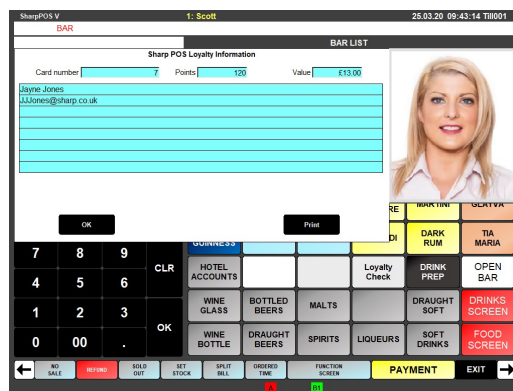 SharpPOS V 1: Scott 25.03.20 09:43:14 Till001
BAR
BAR LIST
Sharp POS Loyalty Information
Card number 7 Points 120 Value £13.00
Jayne Jones
JJJones@sharp.co.uk
OK Print
MARTINI GLAYVA
DARK RUM TIA MARIA
GUINNESS
7 8 9 CLR
HOTEL ACCOUNTS Loyalty Check DRINK PREP OPEN BAR
4 5 6
WINE GLASS BOTTLED BEERS MALTS DRAUGHT SOFT DRINKS SCREEN
1 2 3 OK
WINE BOTTLE DRAUGHT BEERS SPIRITS LIQUEURS SOFT DRINKS FOOD SCREEN
0 00 .
NO SALE REFUND SOLD OUT SET STOCK SPLIT BILL ORDERED TIME FUNCTION SCREEN PAYMENT EXIT
A B1